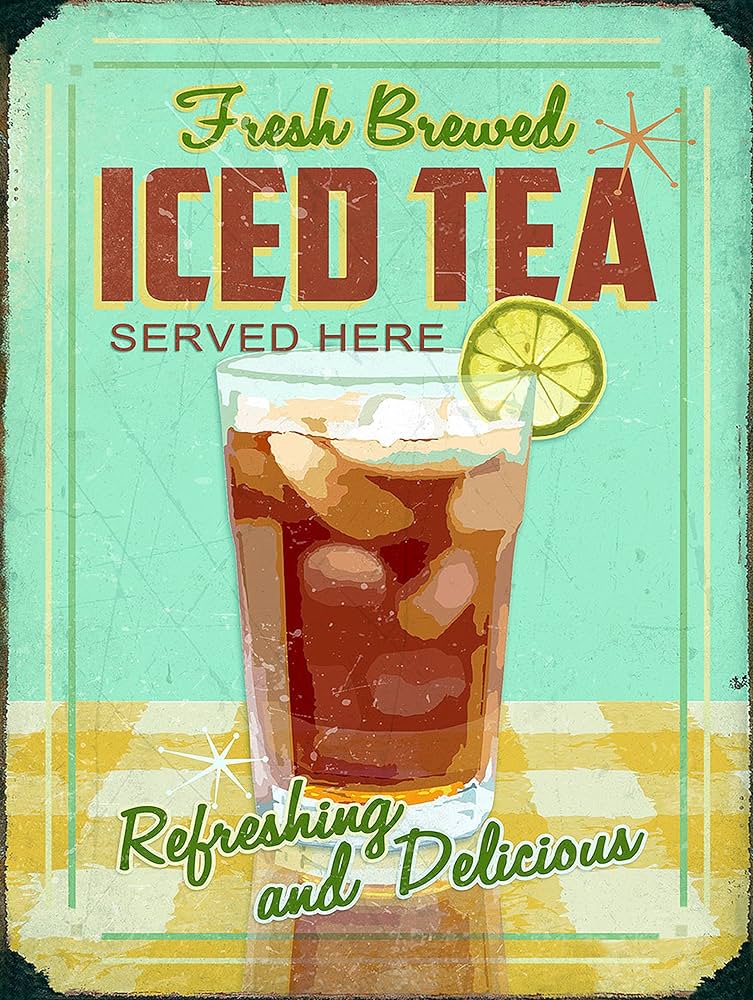 Fresh Brewed
ICED TEA
SERVED HERE
Refreshing
and Delicious